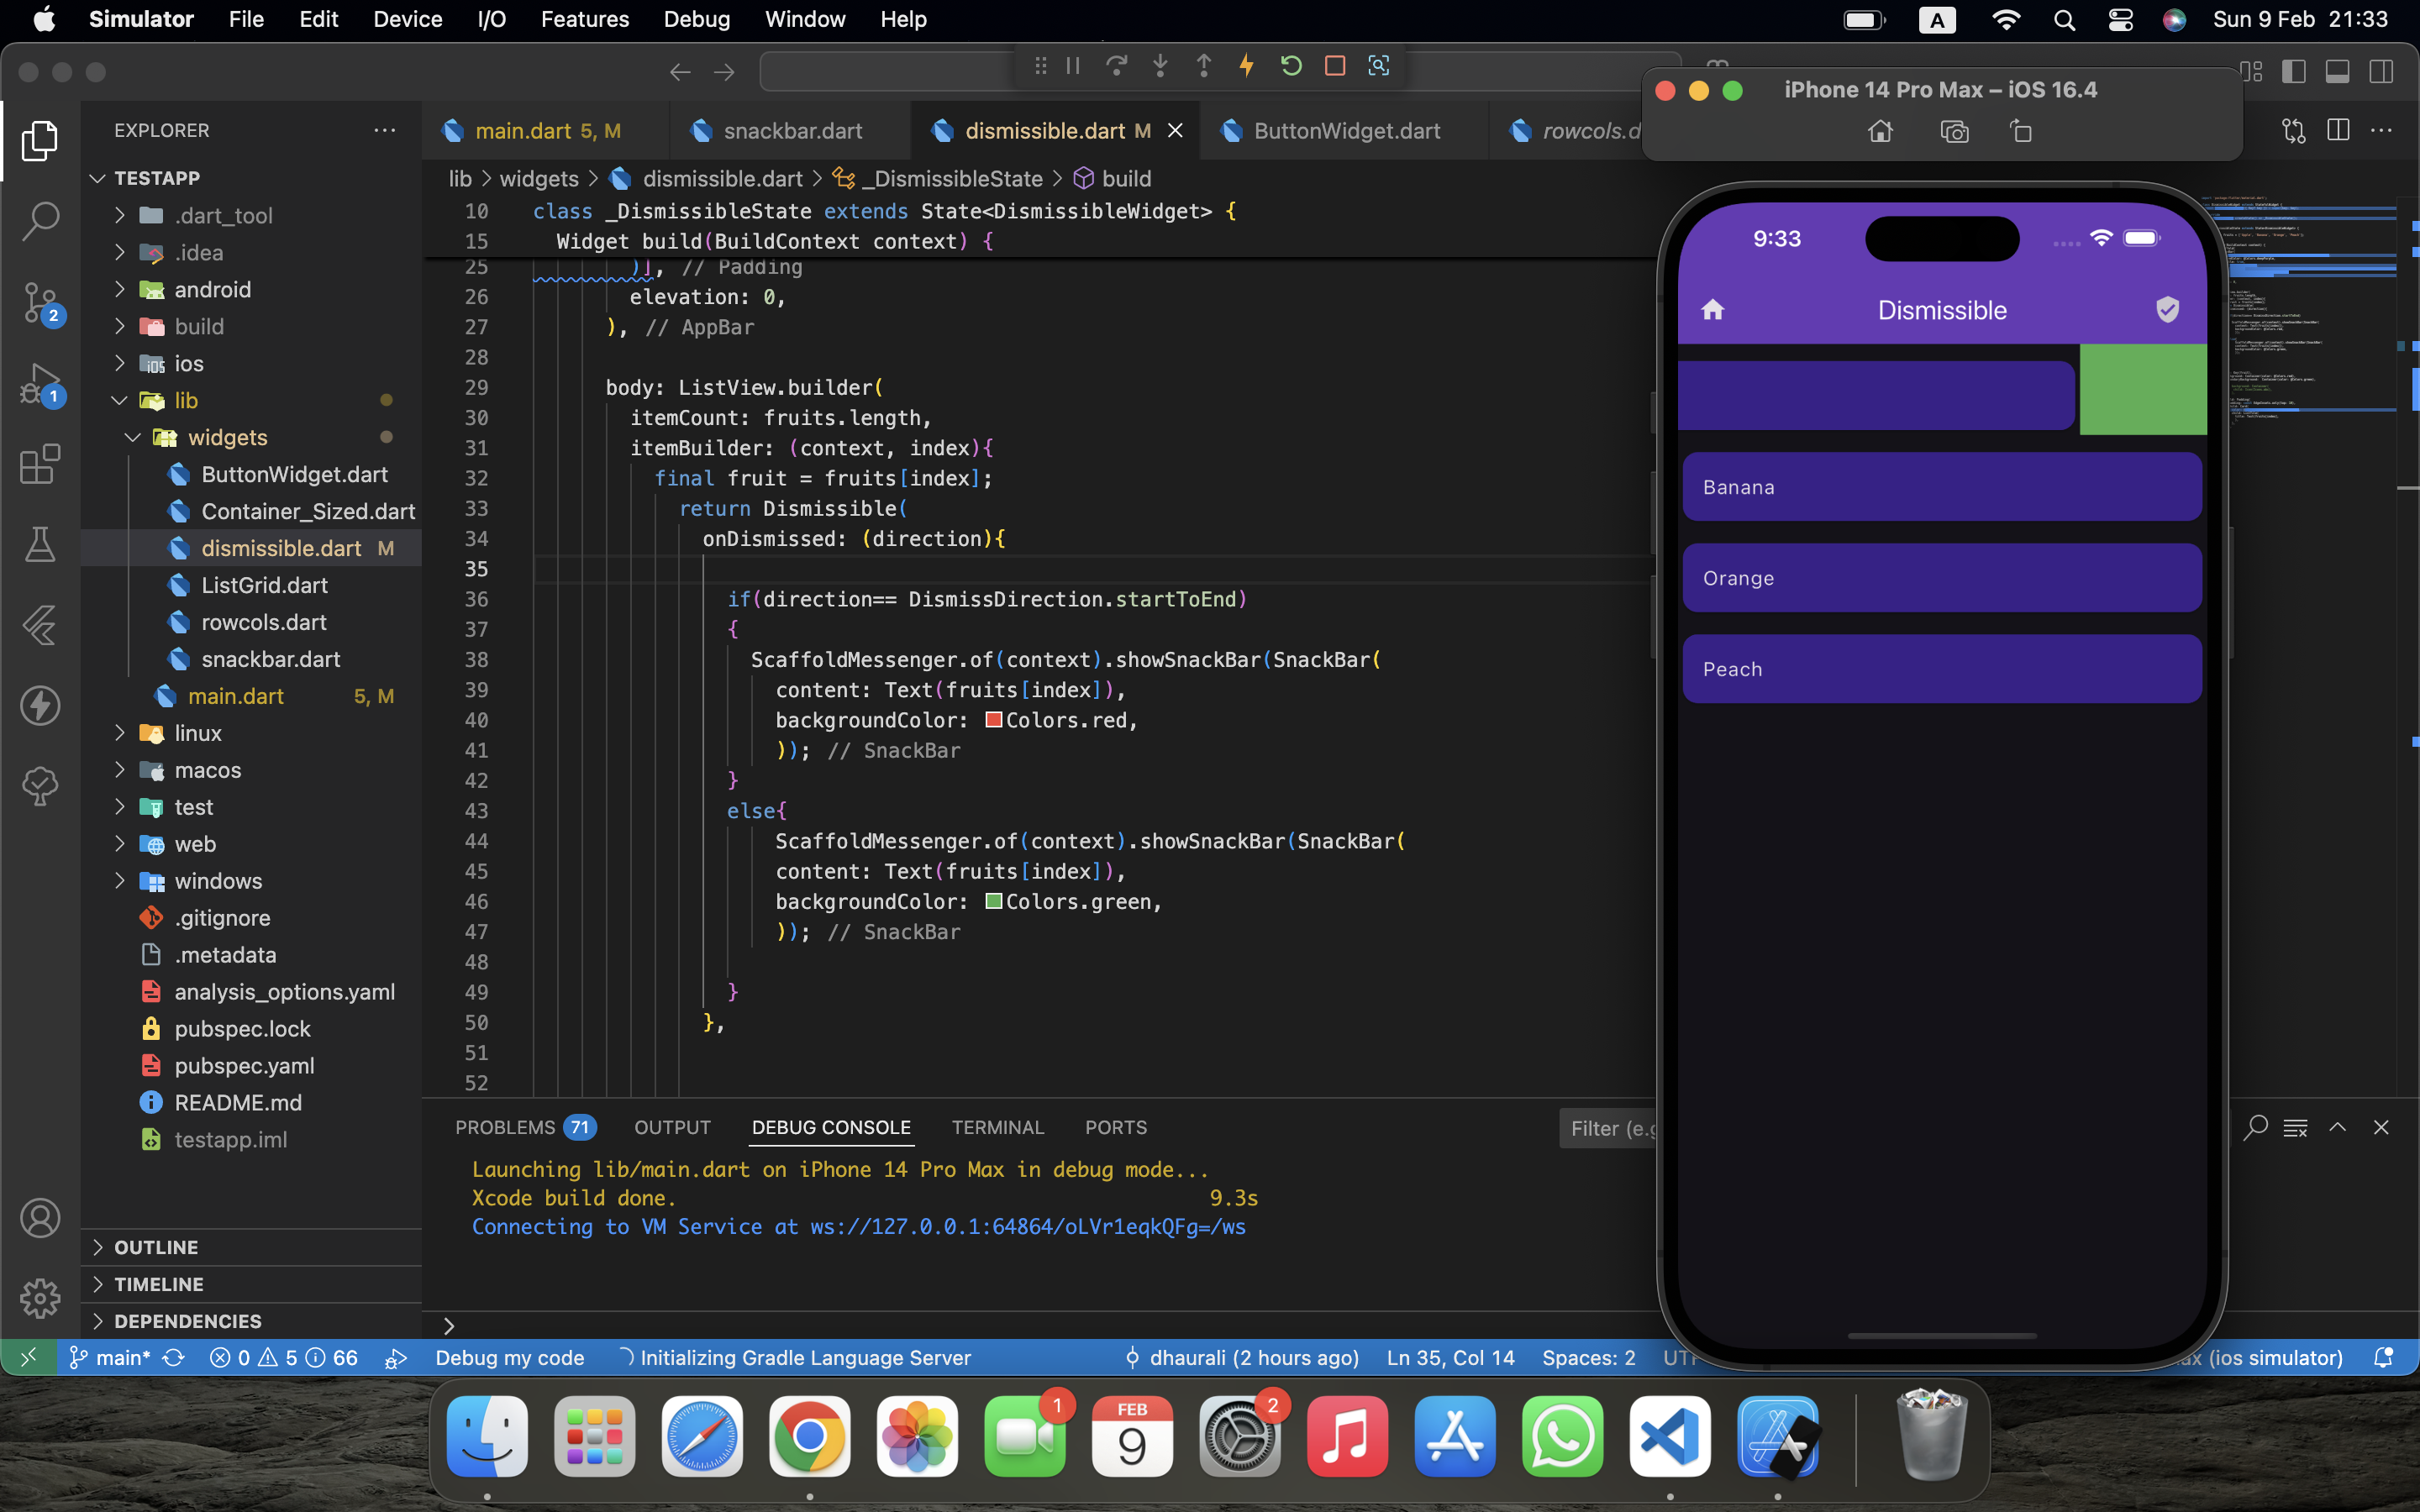 Simulator File Edit Device I/O Features Debug Window Help A Sun 9 Feb 21:33
iPhone 14 Pro Max – iOS 16.4
EXPLORER
main.dart 5, M snackbar.dart dismissible.dart M ButtonWidget.dart rowcols.d
lib > widgets > dismissible.dart > _DismissibleState > build
TESTAPP
.dart_tool
.idea
android
build
ios
lib
widgets
ButtonWidget.dart
Container_Sized.dart
dismissible.dart M
ListGrid.dart
rowcols.dart
snackbar.dart
main.dart 5, M
linux
macos
test
web
windows
.gitignore
.metadata
analysis_options.yaml
pubspec.lock
pubspec.yaml
README.md
testapp.iml
OUTLINE
TIMELINE
DEPENDENCIES
2
1
10 class _DismissibleState extends State<DismissibleWidget> {
15 Widget build(BuildContext context) {
25 )], // Padding
26 elevation: 0,
27 ), // AppBar
28
29 body: ListView.builder(
30 itemCount: fruits.length,
31 itemBuilder: (context, index){
32 final fruit = fruits[index];
33 return Dismissible(
34 onDismissed: (direction){
35
36 if(direction== DismissDirection.startToEnd)
37 {
38 ScaffoldMessenger.of(context).showSnackBar(SnackBar(
39 content: Text(fruits[index]),
40 backgroundColor: Colors.red,
41 )); // SnackBar
42 }
43 else{
44 ScaffoldMessenger.of(context).showSnackBar(SnackBar(
45 content: Text(fruits[index]),
46 backgroundColor: Colors.green,
47 )); // SnackBar
48
49 }
50 },
51
52
9:33
Dismissible
Banana
Orange
Peach
PROBLEMS 71 OUTPUT DEBUG CONSOLE TERMINAL PORTS Filter (e.g
Launching lib/main.dart on iPhone 14 Pro Max in debug mode...
Xcode build done. 9.3s
Connecting to VM Service at ws://127.0.0.1:64864/oLVr1eqkQFg=/ws
main* 0 5 66 Debug my code Initializing Gradle Language Server dhaurali (2 hours ago) Ln 35, Col 14 Spaces: 2 UTF ax (ios simulator)
1
FEB
9
2